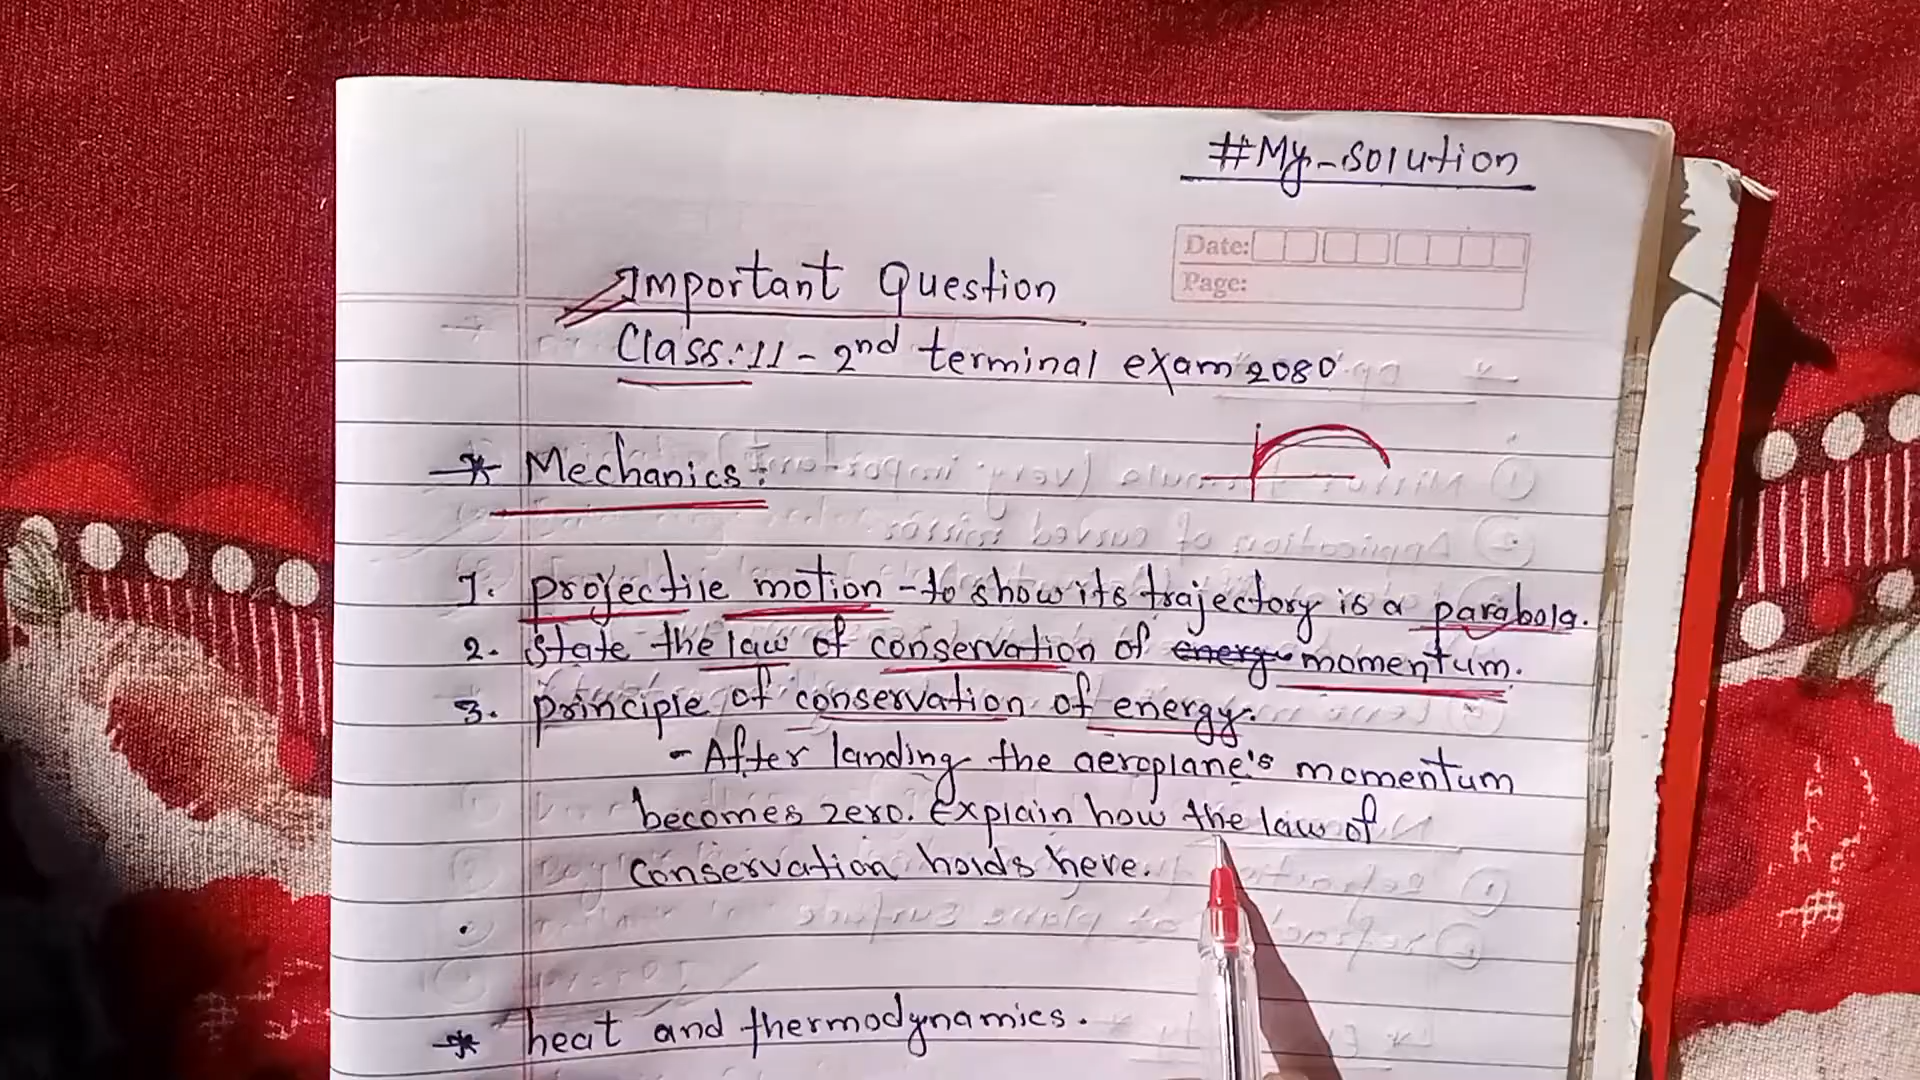 #My-solution
Date:
Page:
Important Question
Class:11 - 2nd terminal exam 2080
* Mechanics:
1. projectile motion - to show its trajectory is a parabola.
2. state the law of conservation of energy momentum.
3. principle of conservation of energy.
- After landing the aeroplane's momentum
becomes zero. Explain how the law of
conservation holds here.
* heat and thermodynamics.